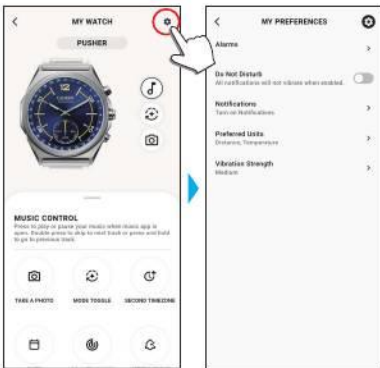 MY WATCH
PUSHER
MUSIC CONTROL
Press to play or pause your music when music app is
open. Double press to skip to next track or press and hold
to go to previous track.
TAKE A PHOTO
MODE TOGGLE
SECOND TIMEZONE
MY PREFERENCES
Alarms
Do Not Disturb
All notifications will not vibrate when enabled.
Notifications
Turn on Notifications
Preferred Units
Distance, Temperature
Vibration Strength
Medium